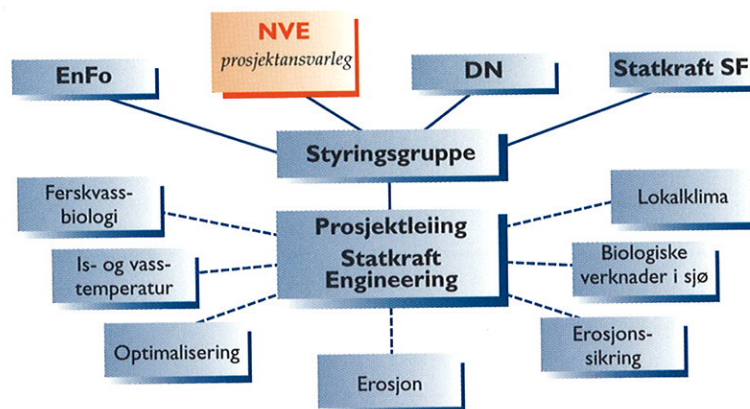 NVE
prosjektansvarleg
EnFo
DN
Statkraft SF
Styringsgruppe
Ferskvass-
biologi
Prosjektleiing
Statkraft
Engineering
Lokalklima
Is- og vass-
temperatur
Biologiske
verknader i sjø
Optimalisering
Erosjon
Erosjons-
sikring